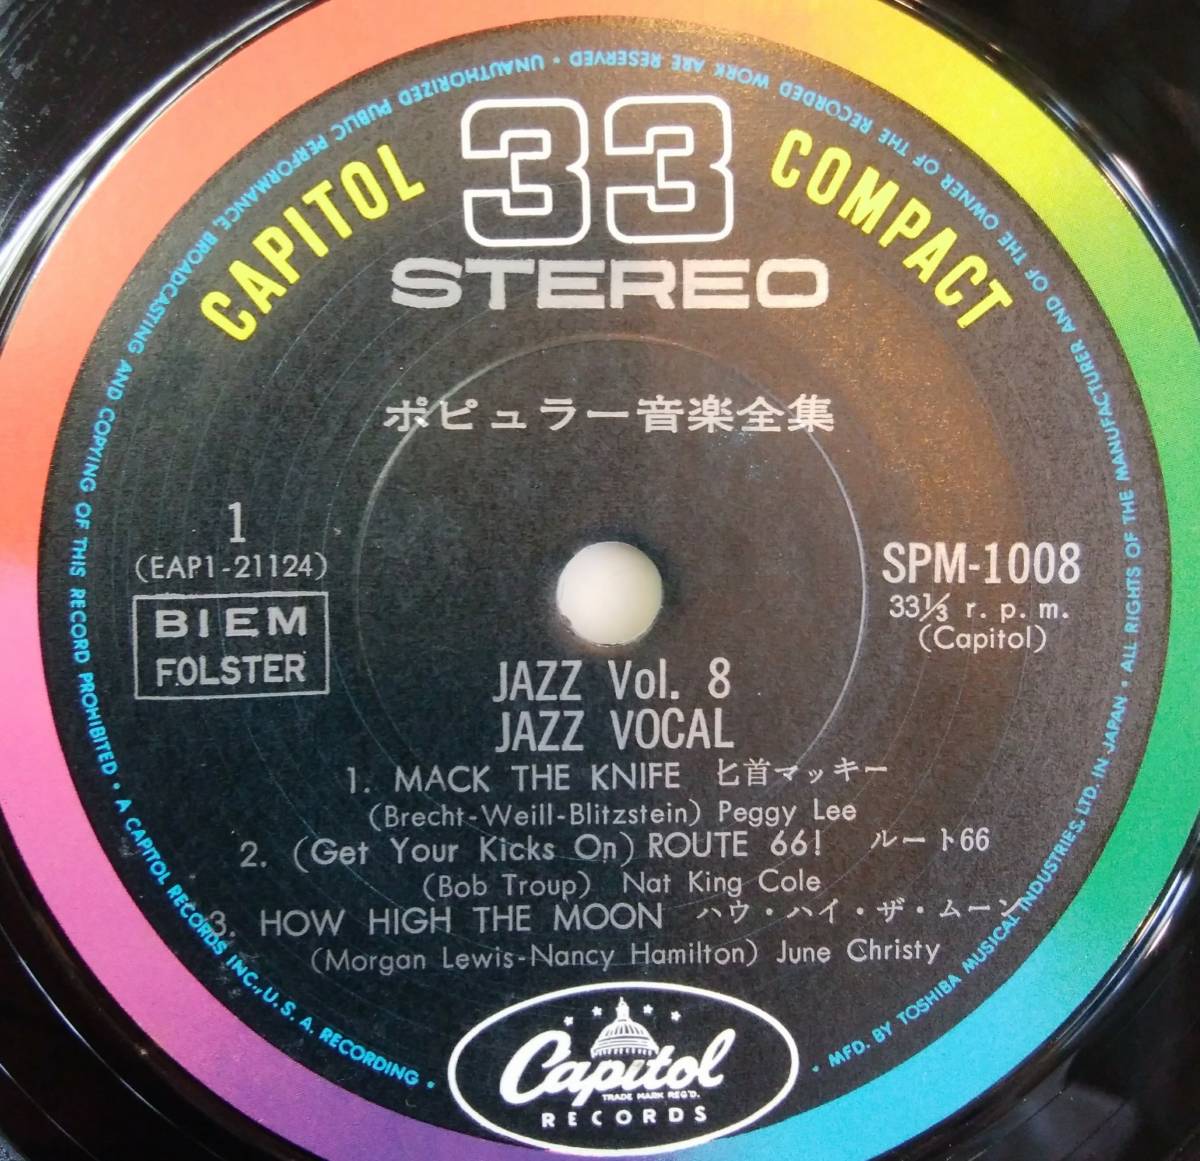 CAPITOL 33 COMPACT
STEREO
ポピュラー音楽全集
1
(EAP1-21124)
BIEM
FOLSTER
SPM-1008
33⅓ r. p. m.
(Capitol)
JAZZ Vol. 8
JAZZ VOCAL
1. MACK THE KNIFE 匕首マッキー
(Brecht-Weill-Blitzstein) Peggy Lee
2. (Get Your Kicks On) ROUTE 66! ルート66
(Bob Troup) Nat King Cole
3. HOW HIGH THE MOON ハウ・ハイ・ザ・ムーン
(Morgan Lewis-Nancy Hamilton) June Christy
Capitol
TRADE MARK REG'D.
RECORDS
• MFD. BY TOSHIBA MUSICAL INDUSTRIES, LTD. IN JAPAN • ALL RIGHTS OF THE MANUFACTURER AND OF THE OWNER OF THE RECORDED WORK ARE RESERVED • UNAUTHORIZED PUBLIC PERFORMANCE, BROADCASTING AND COPYING OF THIS RECORD PROHIBITED • A CAPITOL RECORDS INC., U. S. A. RECORDING •